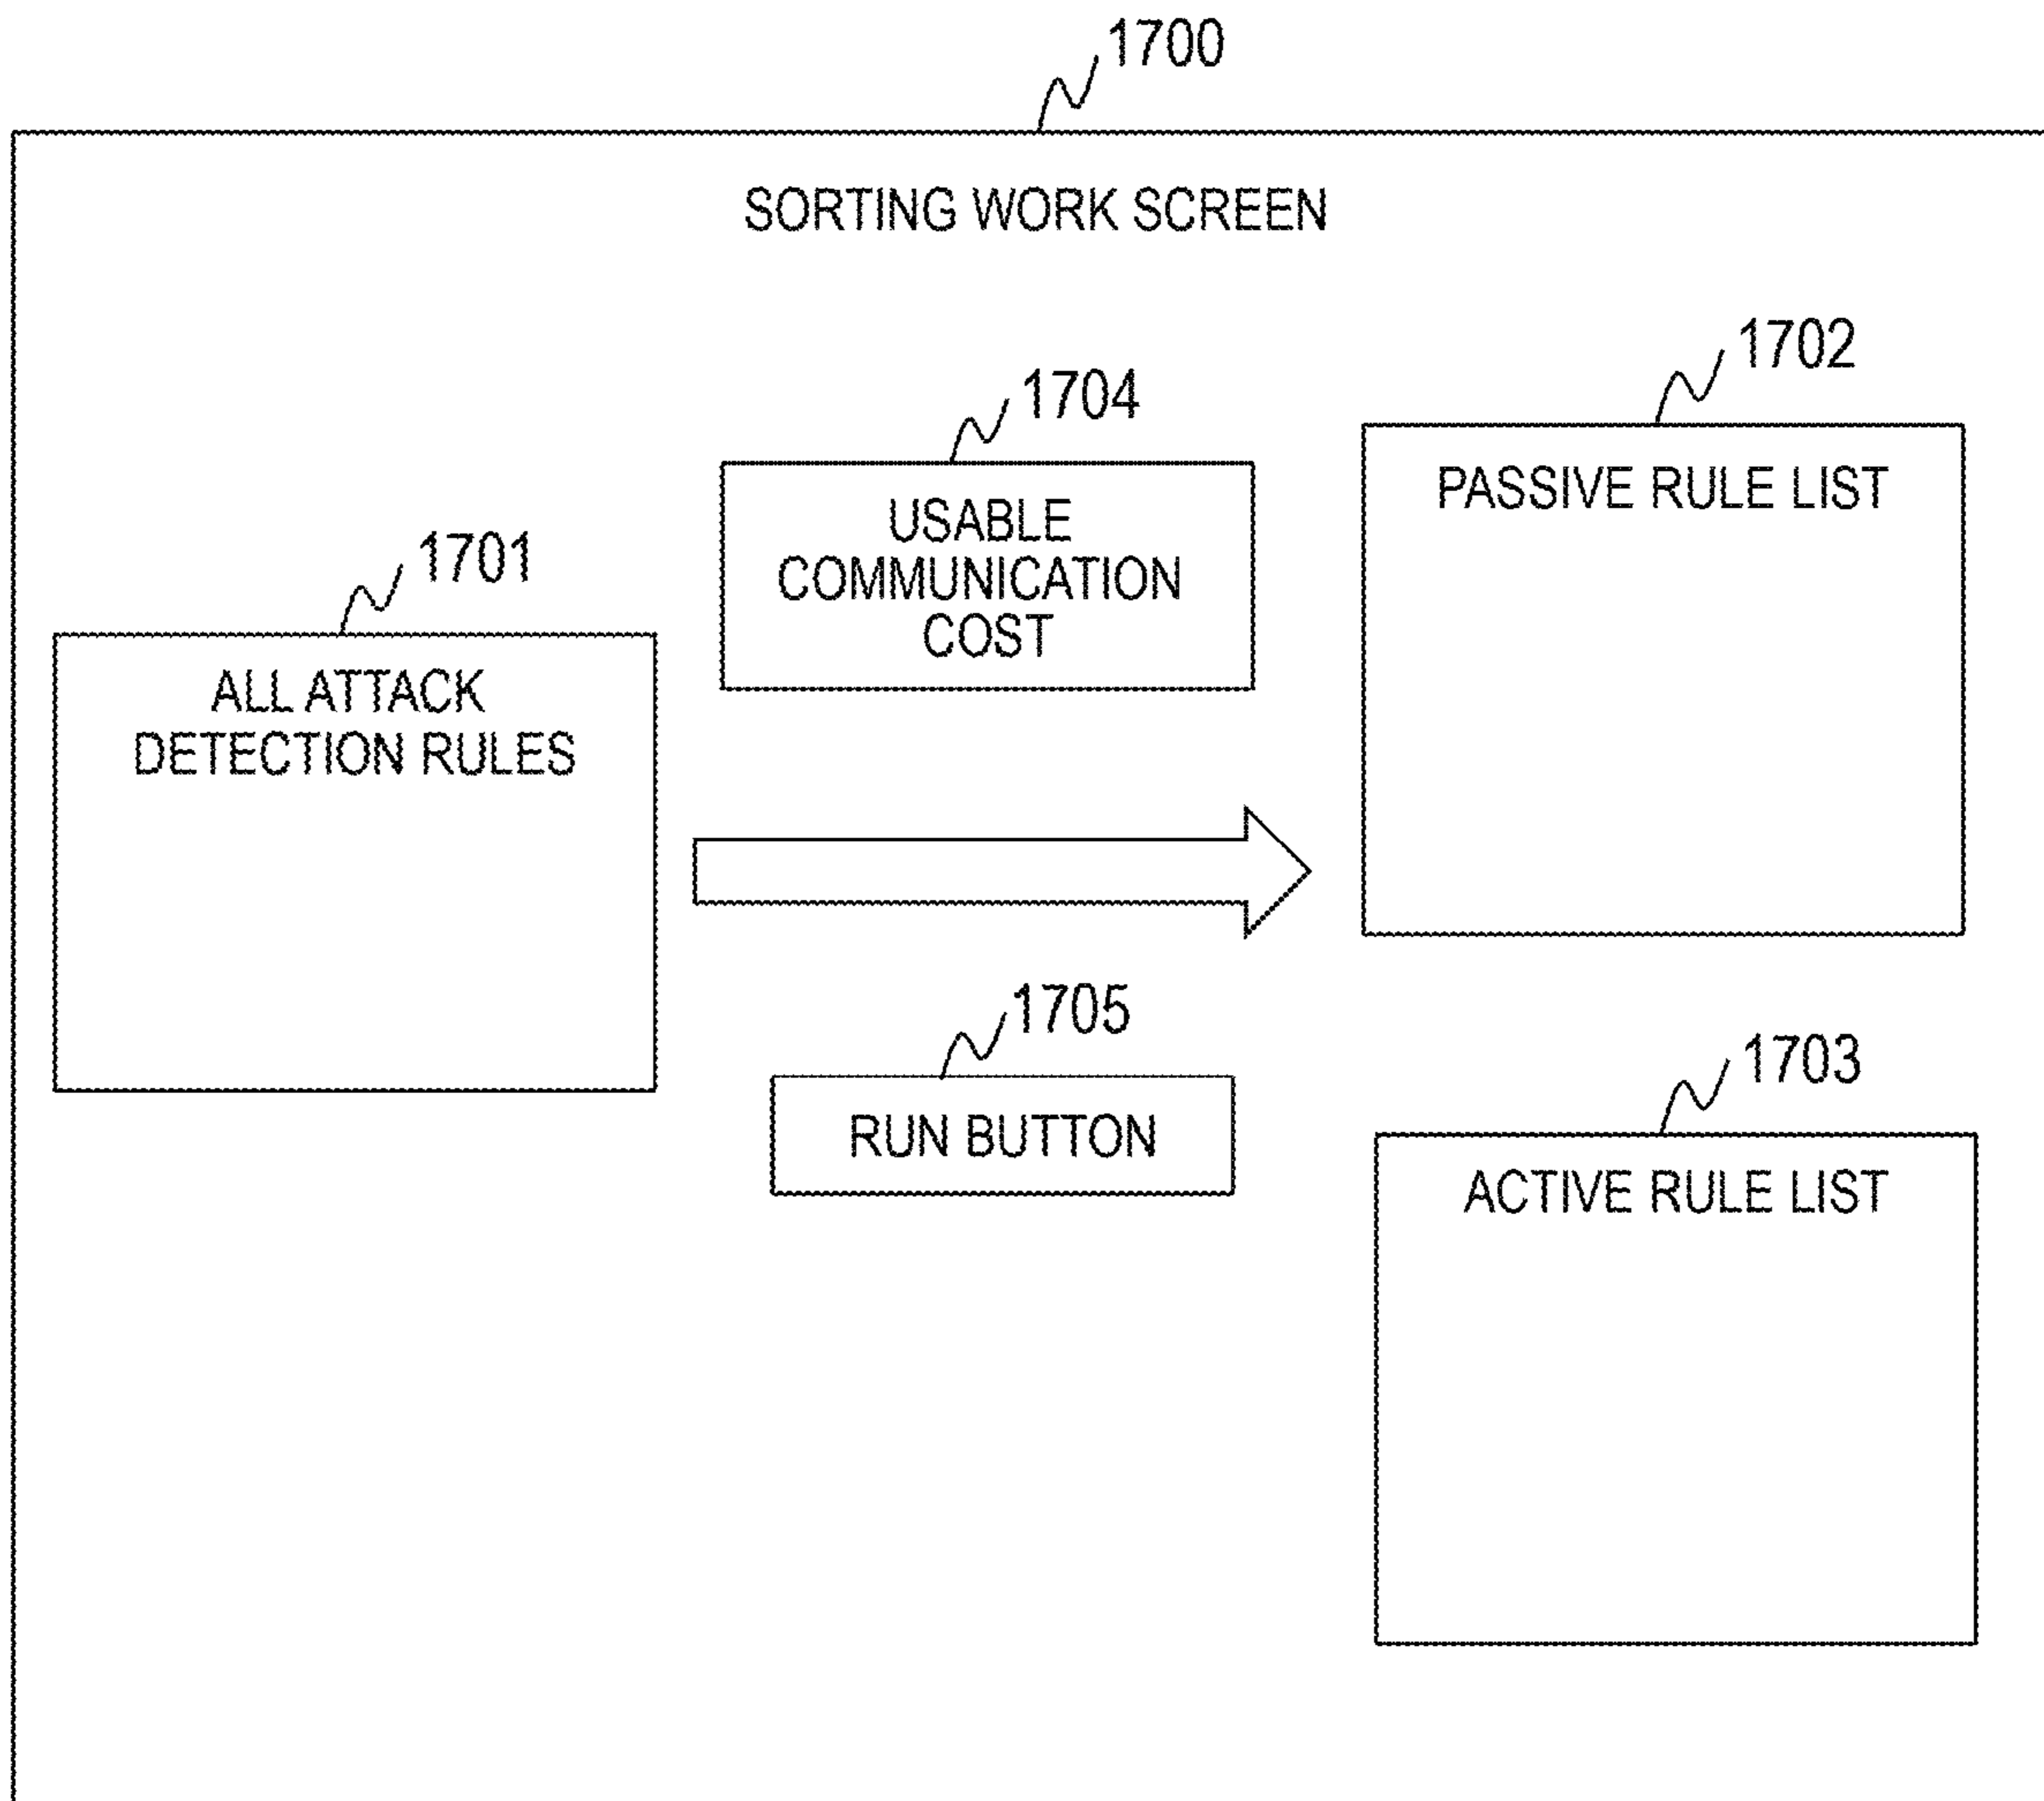 1700
SORTING WORK SCREEN
1702
1704
PASSIVE RULE LIST
USABLE
COMMUNICATION
COST
1701
ALL ATTACK
DETECTION RULES
1705
RUN BUTTON
1703
ACTIVE RULE LIST